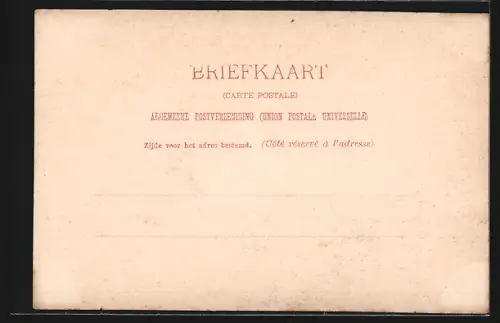 BRIEFKAART
(CARTE POSTALE)
ALGEMEENE POSTVEREENIGING (UNION POSTALE UNIVERSELLE)
Zijde voor het adres bestemd. (Côté réservé à l'adresse).